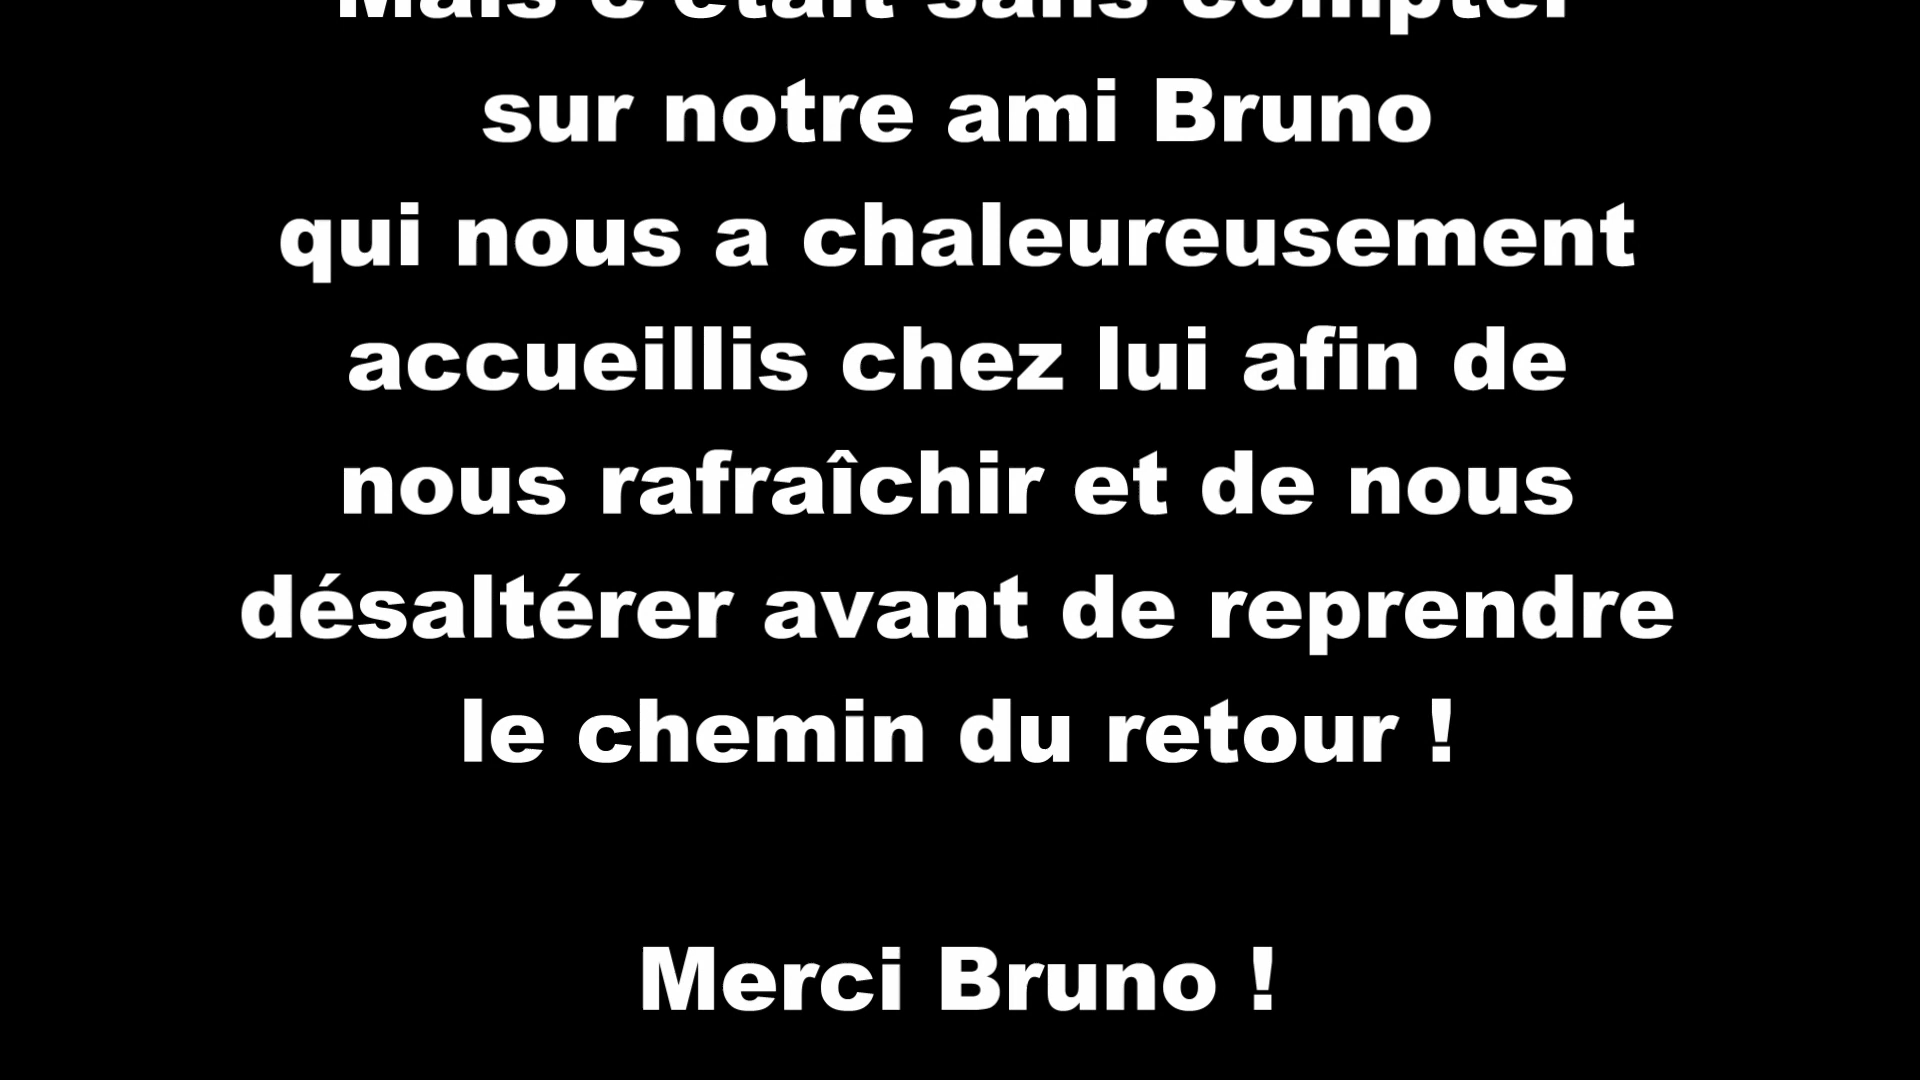 Mais c'était sans compter
sur notre ami Bruno
qui nous a chaleureusement
accueillis chez lui afin de
nous rafraîchir et de nous
désaltérer avant de reprendre
le chemin du retour !
Merci Bruno !